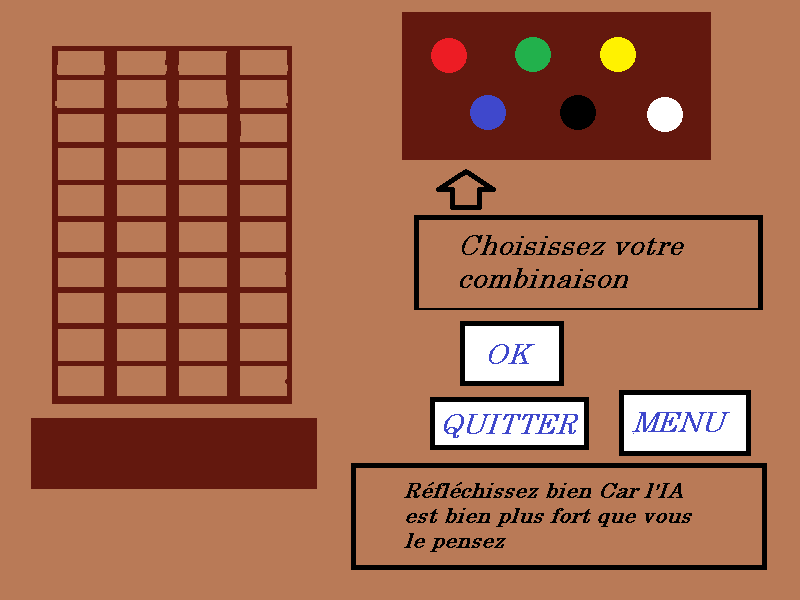 Choisissez votre
combinaison
OK
QUITTER
MENU
Réfléchissez bien Car l'IA
est bien plus fort que vous
le pensez